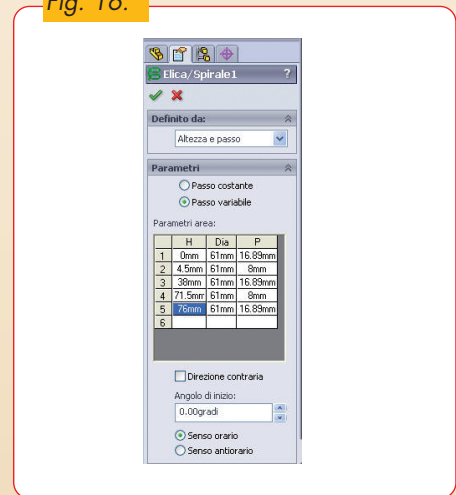 Fig. 16.
Elica/Spirale1 ?
Definito da:
Altezza e passo
Parametri
Passo costante
Passo variabile
Parametri area:
H Dia P
1 0mm 61mm 16.89mm
2 4.5mm 61mm 8mm
3 38mm 61mm 16.89mm
4 71.5mm 61mm 8mm
5 76mm 61mm 16.89mm
6
Direzione contraria
Angolo di inizio:
0.00gradi
Senso orario
Senso antiorario